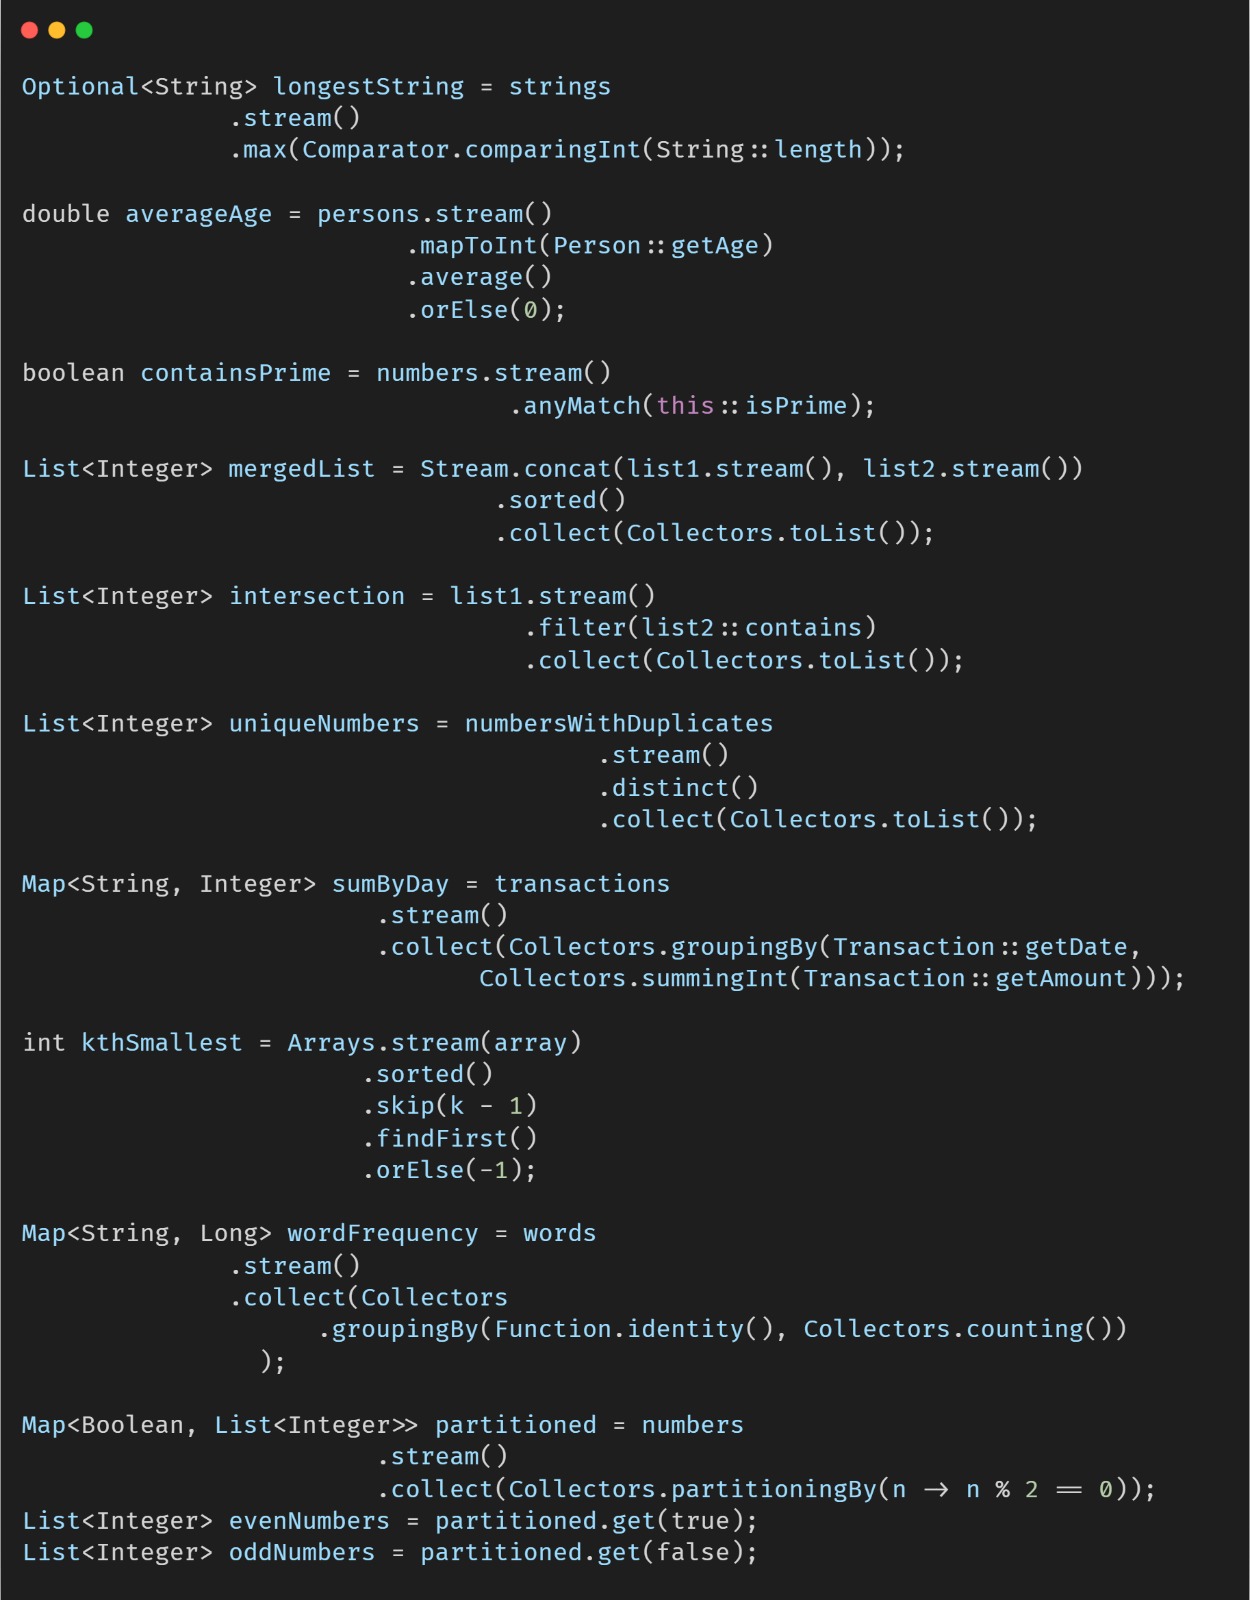 Optional<String> longestString = strings
.stream()
.max(Comparator.comparingInt(String::length));
double averageAge = persons.stream()
.mapToInt(Person::getAge)
.average()
.orElse(0);
boolean containsPrime = numbers.stream()
.anyMatch(this::isPrime);
List<Integer> mergedList = Stream.concat(list1.stream(), list2.stream())
.sorted()
.collect(Collectors.toList());
List<Integer> intersection = list1.stream()
.filter(list2::contains)
.collect(Collectors.toList());
List<Integer> uniqueNumbers = numbersWithDuplicates
.stream()
.distinct()
.collect(Collectors.toList());
Map<String, Integer> sumByDay = transactions
.stream()
.collect(Collectors.groupingBy(Transaction::getDate,
Collectors.summingInt(Transaction::getAmount)));
int kthSmallest = Arrays.stream(array)
.sorted()
.skip(k - 1)
.findFirst()
.orElse(-1);
Map<String, Long> wordFrequency = words
.stream()
.collect(Collectors
.groupingBy(Function.identity(), Collectors.counting())
);
Map<Boolean, List<Integer>> partitioned = numbers
.stream()
.collect(Collectors.partitioningBy(n -> n % 2 == 0));
List<Integer> evenNumbers = partitioned.get(true);
List<Integer> oddNumbers = partitioned.get(false);